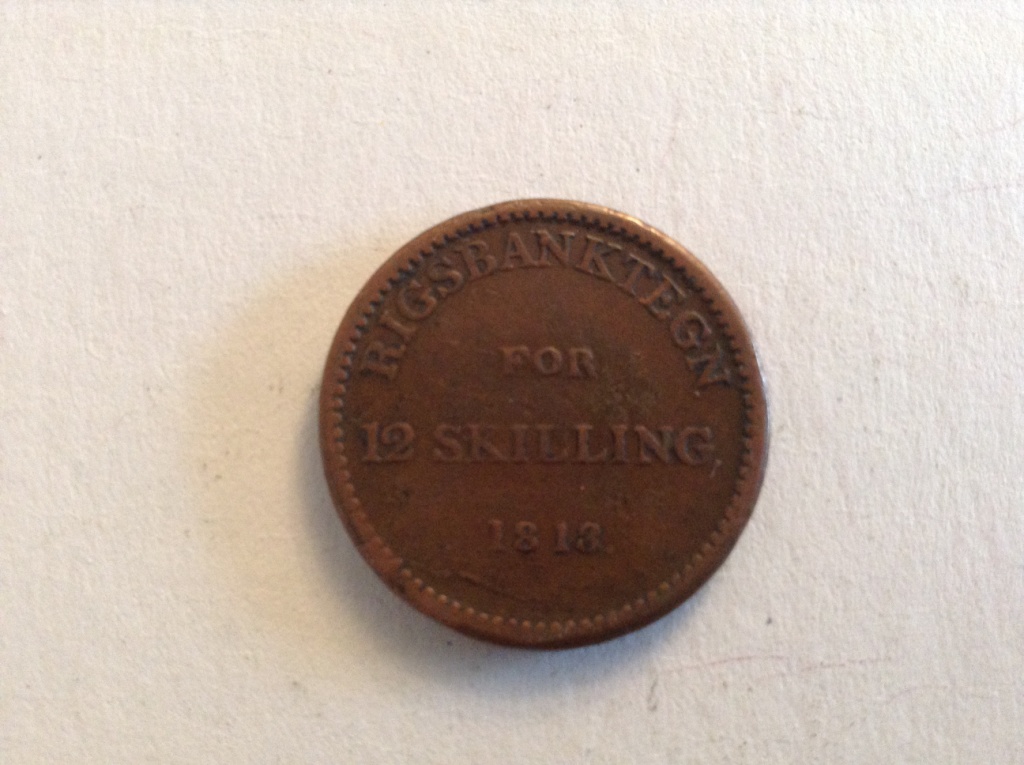 RIGSBANKTEGN
FOR
12 SKILLING,
1813.